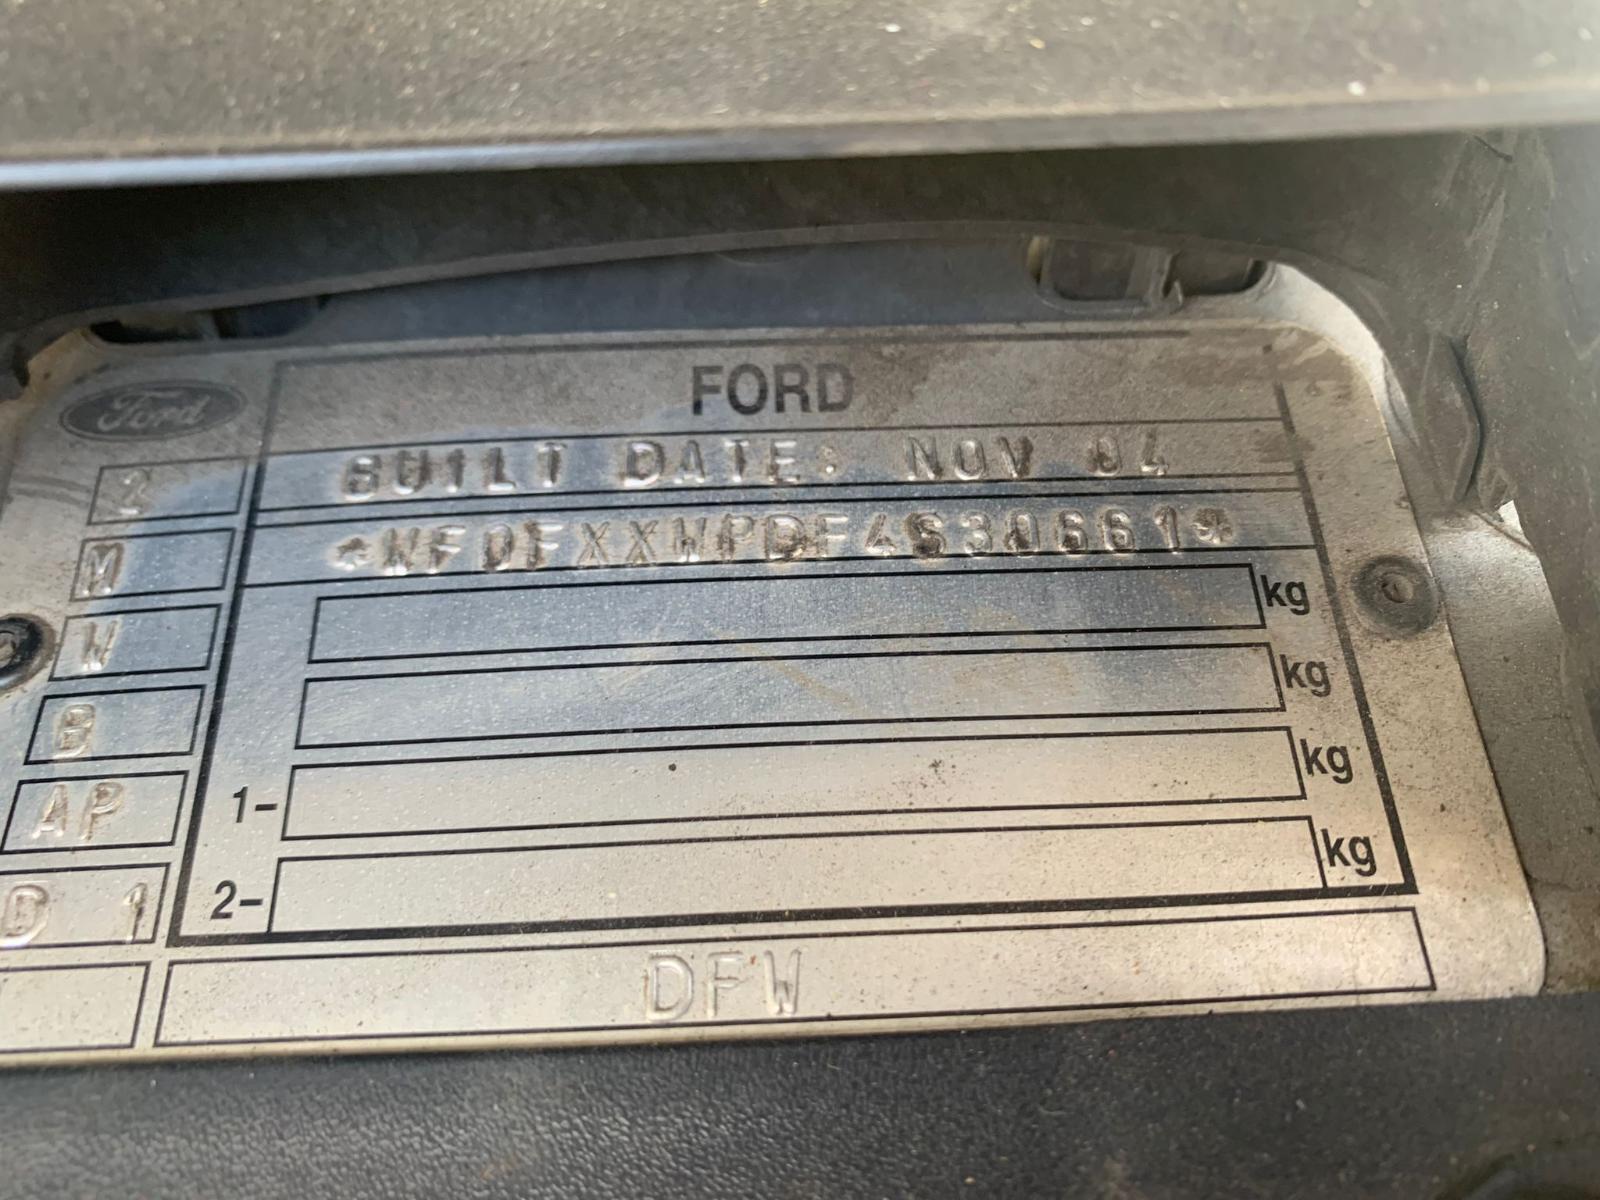 Ford
FORD
2
BUILT DATE: NOV 04
M
*WF0FXXWPDF4S30661*
kg
W
kg
B
kg
AP
1-
kg
D 1
2-
DFW